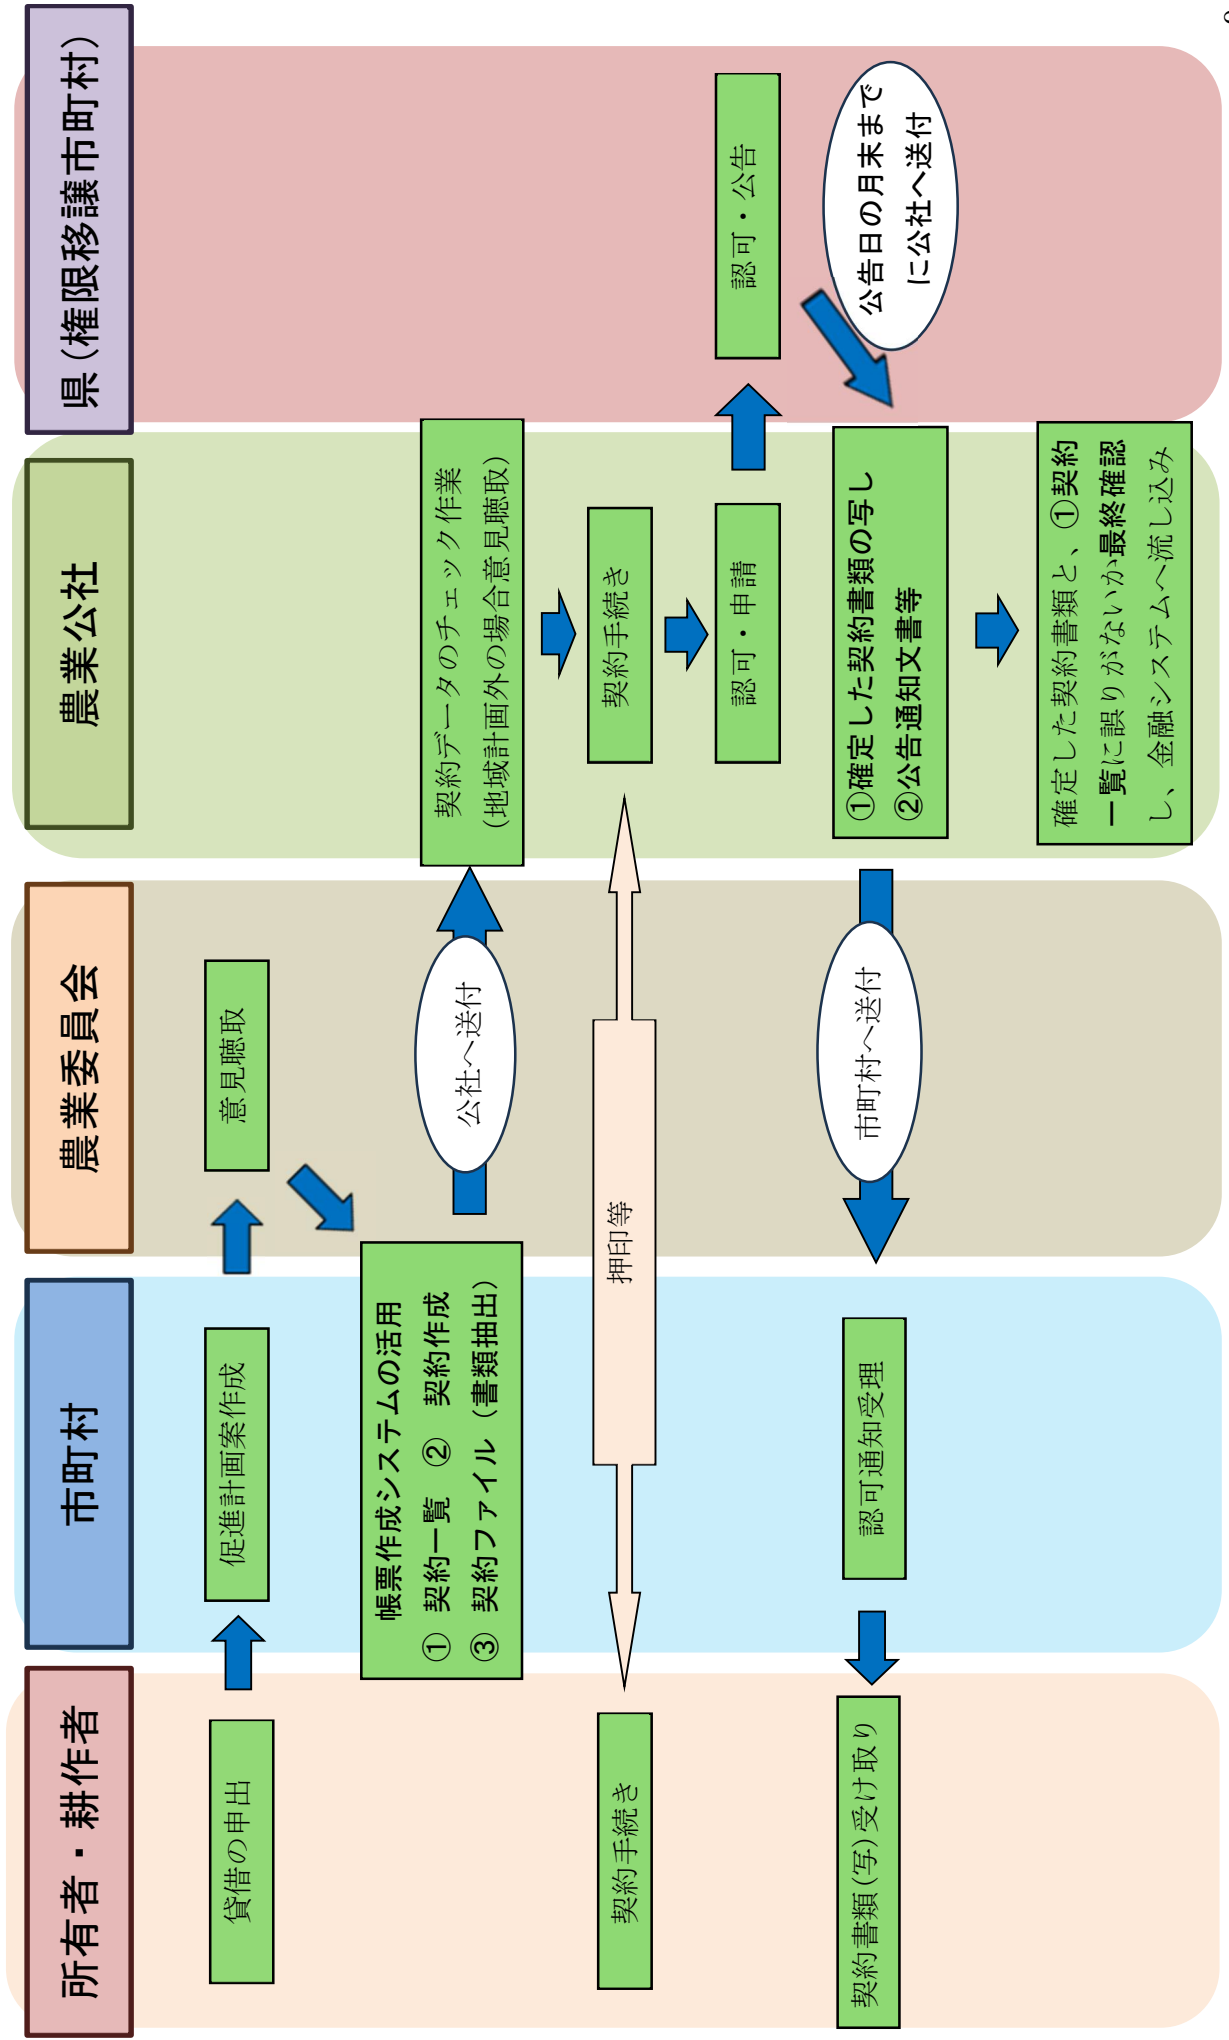 所有者・耕作者
市町村
農業委員会
農業公社
県（権限移譲市町村）
貸借の申出
促進計画案作成
意見聴取
帳票作成システムの活用
① 契約一覧 ② 契約作成
③ 契約ファイル（書類抽出）
公社へ送付
契約データのチェック作業
（地域計画外の場合意見聴取）
契約手続き
押印等
契約手続き
認可・申請
認可・公告
公告日の月末まで
に公社へ送付
①確定した契約書類の写し
②公告通知文書等
市町村へ送付
認可通知受理
契約書類（写）受け取り
確定した契約書類と、①契約
一覧に誤りがないか最終確認
し、金融システムへ流し込み